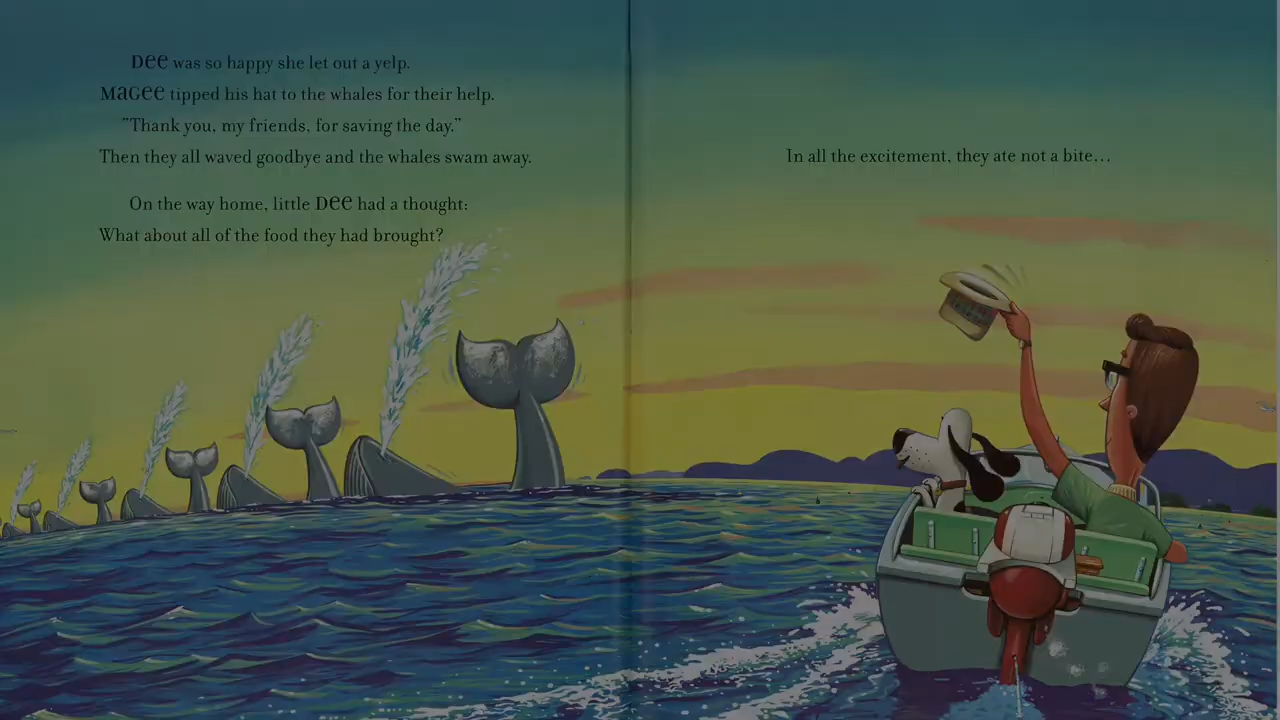 Dee was so happy she let out a yelp.
Magee tipped his hat to the whales for their help.
"Thank you, my friends, for saving the day."
Then they all waved goodbye and the whales swam away.
On the way home, little Dee had a thought:
What about all of the food they had brought?
In all the excitement, they ate not a bite...